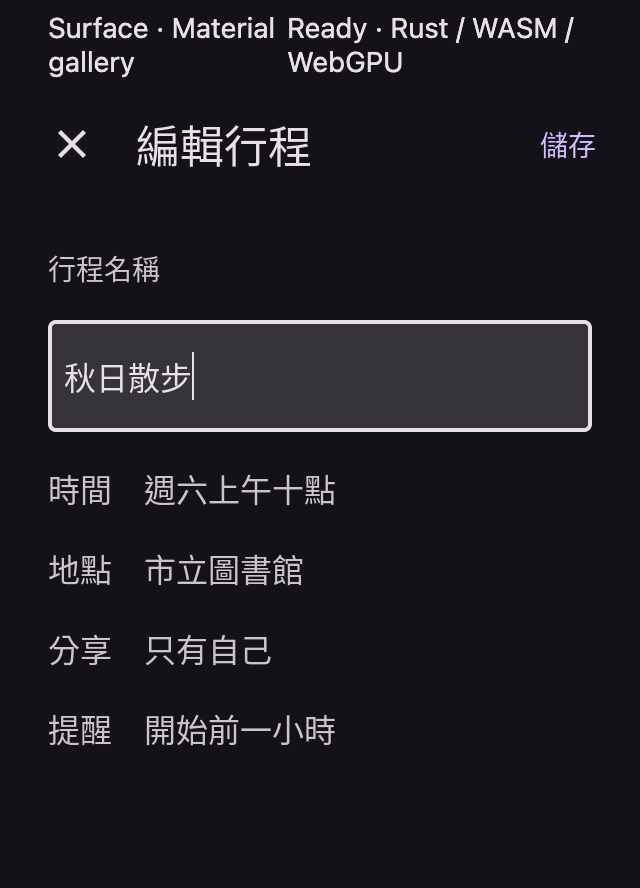 Surface · Material gallery
Ready · Rust / WASM / WebGPU
✕ 編輯行程 儲存
行程名稱
秋日散步
時間 週六上午十點
地點 市立圖書館
分享 只有自己
提醒 開始前一小時